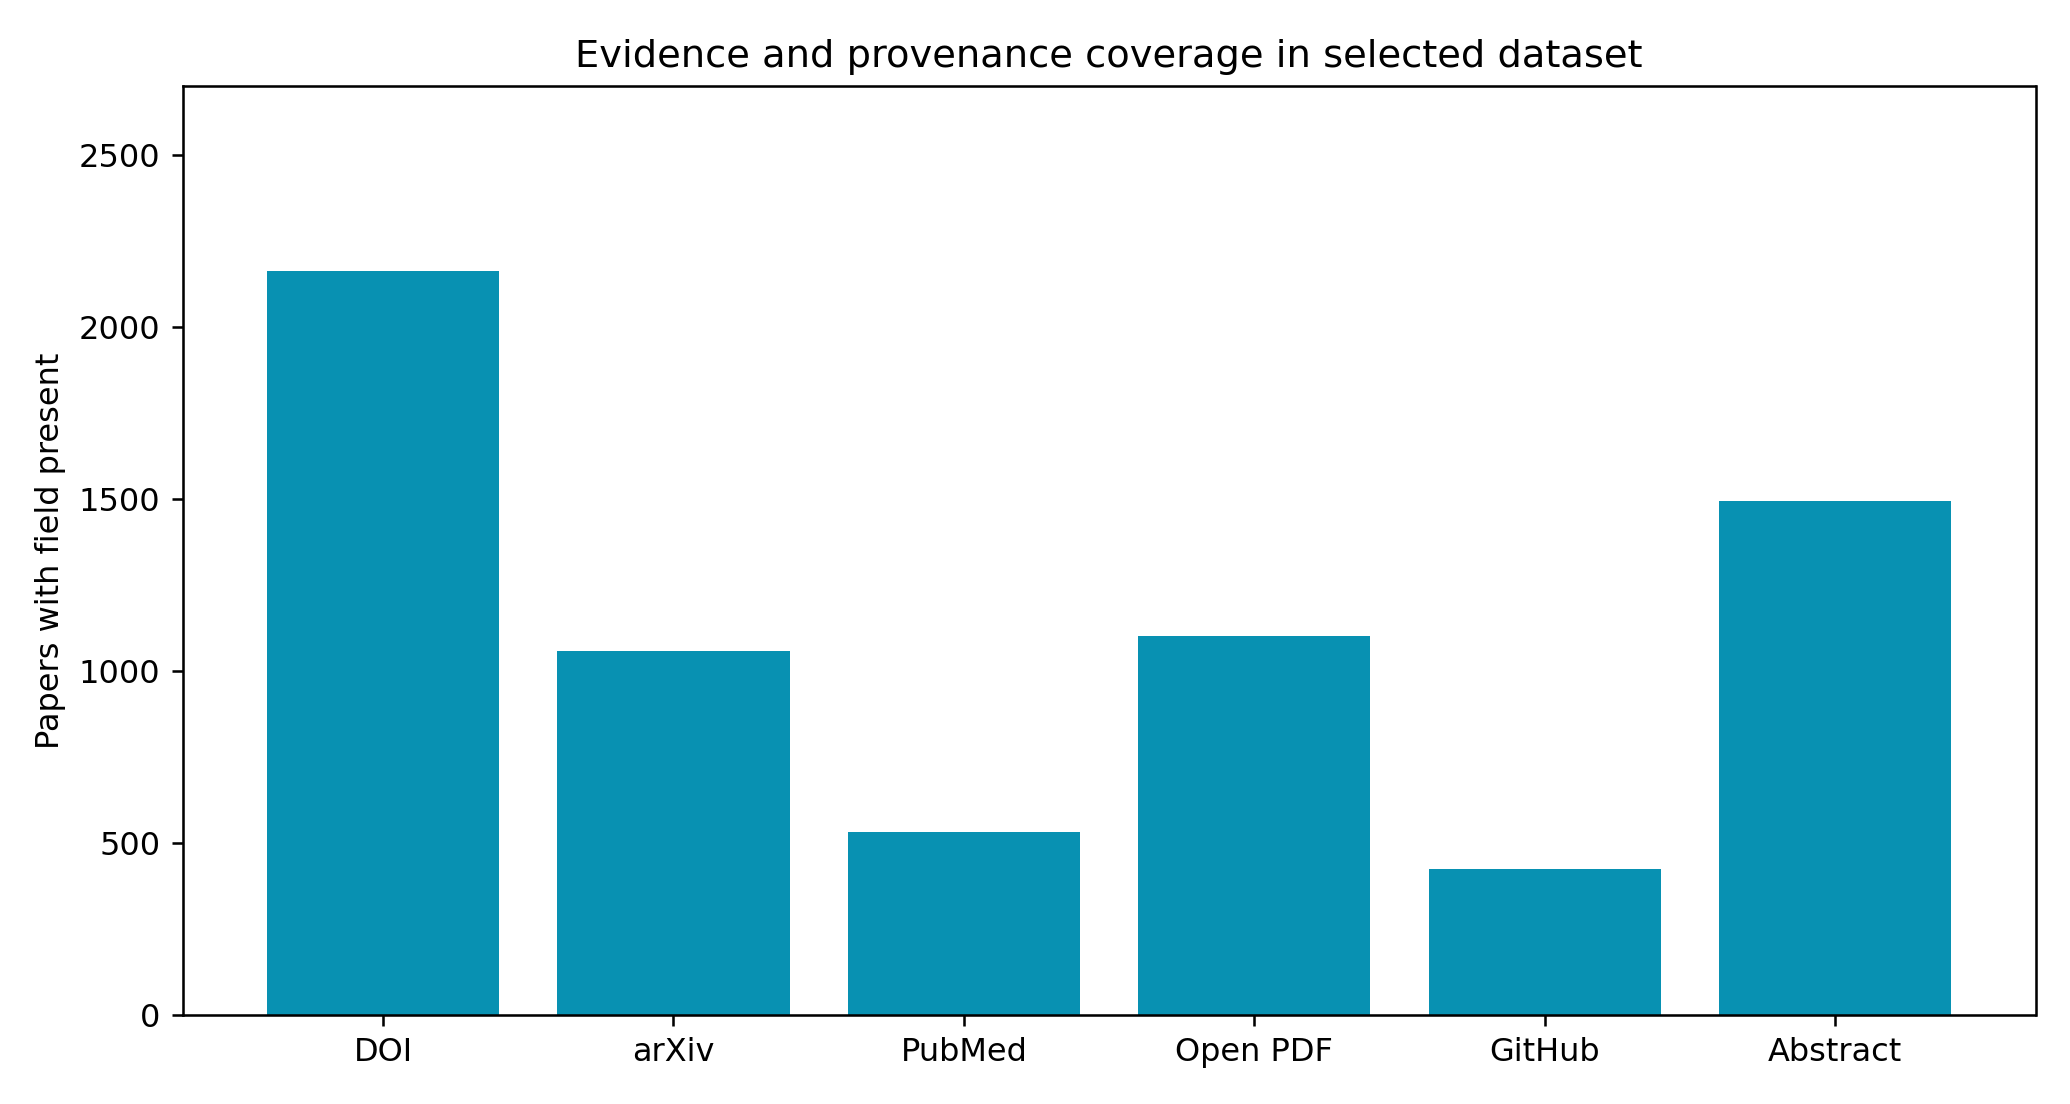 Evidence and provenance coverage in selected dataset
Papers with field present
2500
2000
1500
1000
500
0
DOI arXiv PubMed Open PDF GitHub Abstract